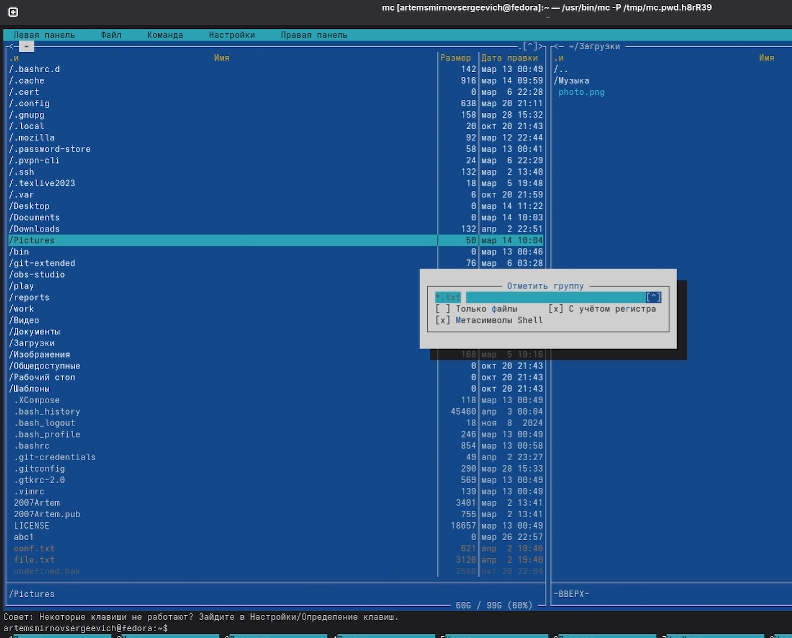 mc [artemsmirnovsergeevich@fedora]:~ — /usr/bin/mc -P /tmp/mc.pwd.h8rR39
Левая панель Файл Команда Настройки Правая панель
<─ ~ .[^]>
.и Имя Размер Дата правки
/.bashrc.d 142 мар 13 00:49
/.cache 916 мар 14 09:59
/.cert 0 мар 6 22:28
/.config 638 мар 20 21:11
/.gnupg 158 мар 28 15:32
/.local 20 окт 20 21:43
/.mozilla 92 мар 12 22:44
/.password-store 58 мар 13 00:41
/.pvpn-cli 24 мар 6 22:29
/.ssh 132 мар 2 13:40
/.texlive2023 18 мар 5 19:48
/.var 6 окт 20 21:59
/Desktop 0 мар 14 11:22
/Documents 0 мар 14 10:03
/Downloads 132 апр 2 22:51
/Pictures 50 мар 14 10:04
/bin 0 мар 13 00:46
/git-extended 76 мар 6 03:28
/obs-studio
/play
/reports
/work
/Видео
/Документы
/Загрузки
/Изображения 168 мар 5 19:16
/Общедоступные 0 окт 20 21:43
/Рабочий стол 0 окт 20 21:43
/Шаблоны 0 окт 20 21:43
.XCompose 118 мар 13 00:49
.bash_history 45460 апр 3 00:04
.bash_logout 18 ноя 8 2024
.bash_profile 246 мар 13 00:49
.bashrc 854 мар 13 00:58
.git-credentials 49 апр 2 23:27
.gitconfig 290 мар 28 15:33
.gtkrc-2.0 569 мар 13 00:49
.vimrc 139 мар 13 00:49
2007Artem 3401 мар 2 13:41
2007Artem.pub 755 мар 2 13:41
LICENSE 18657 мар 13 00:49
abc1 0 мар 26 22:57
conf.txt 621 апр 2 19:46
file.txt 3120 апр 2 19:40
undefined.bak
/Pictures
60G / 99G (60%)
<─ ~/Загрузки
.и Имя
/..
/Музыка
photo.png
-ВВЕРХ-
Отметить группу
*.txt [^]
[ ] Только файлы [x] С учётом регистра
[x] Метасимволы Shell
Совет: Некоторые клавиши не работают? Зайдите в Настройки/Определение клавиш.
artemsmirnovsergeevich@fedora:~$